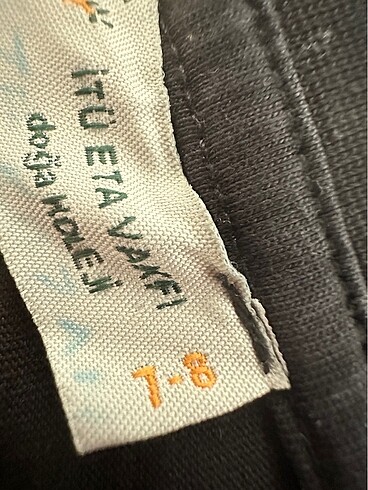 İTÜ ETA VAKFI
doğa KOLEJİ
7-8